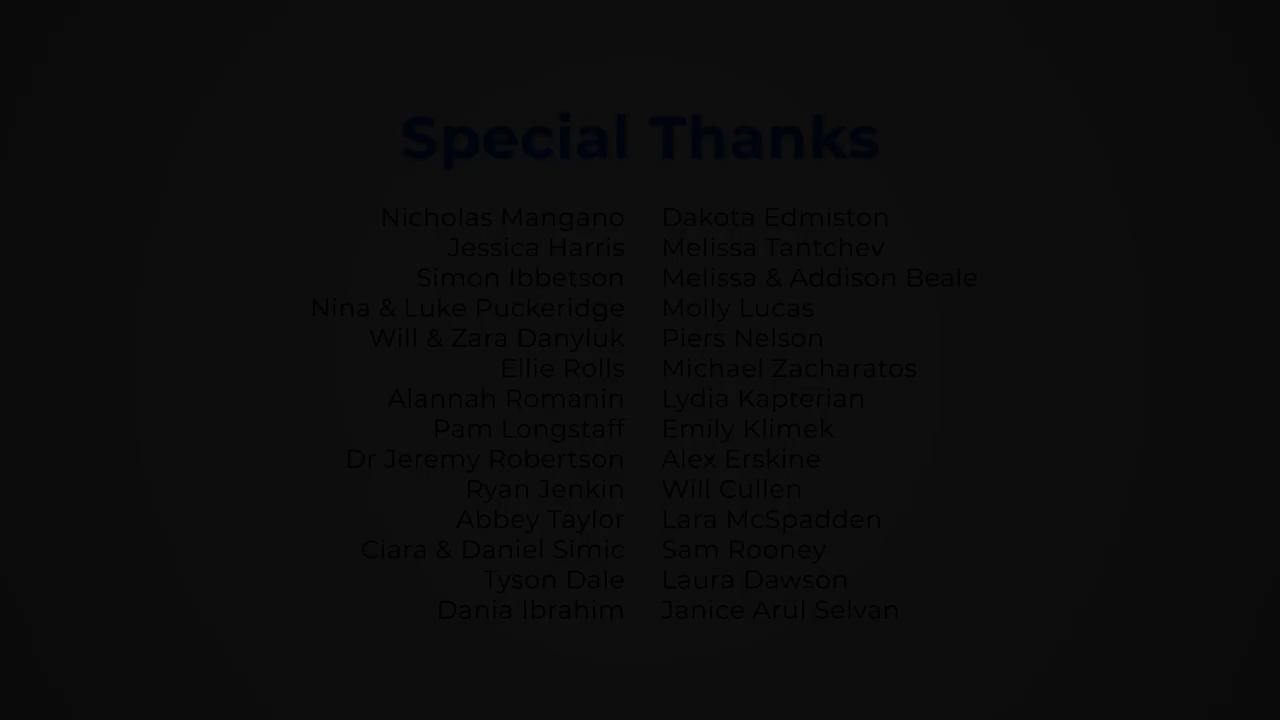 Special Thanks
Nicholas Mangano Dakota Edmiston
Jessica Harris Melissa Tantchev
Simon Ibbetson Melissa & Addison Beale
Nina & Luke Puckeridge Molly Lucas
Will & Zara Danyluk Piers Nelson
Ellie Rolls Michael Zacharatos
Alannah Romanin Lydia Kapterian
Pam Longstaff Emily Klimek
Dr Jeremy Robertson Alex Erskine
Ryan Jenkin Will Cullen
Abbey Taylor Lara McSpadden
Ciara & Daniel Simic Sam Rooney
Tyson Dale Laura Dawson
Dania Ibrahim Janice Arul Selvan